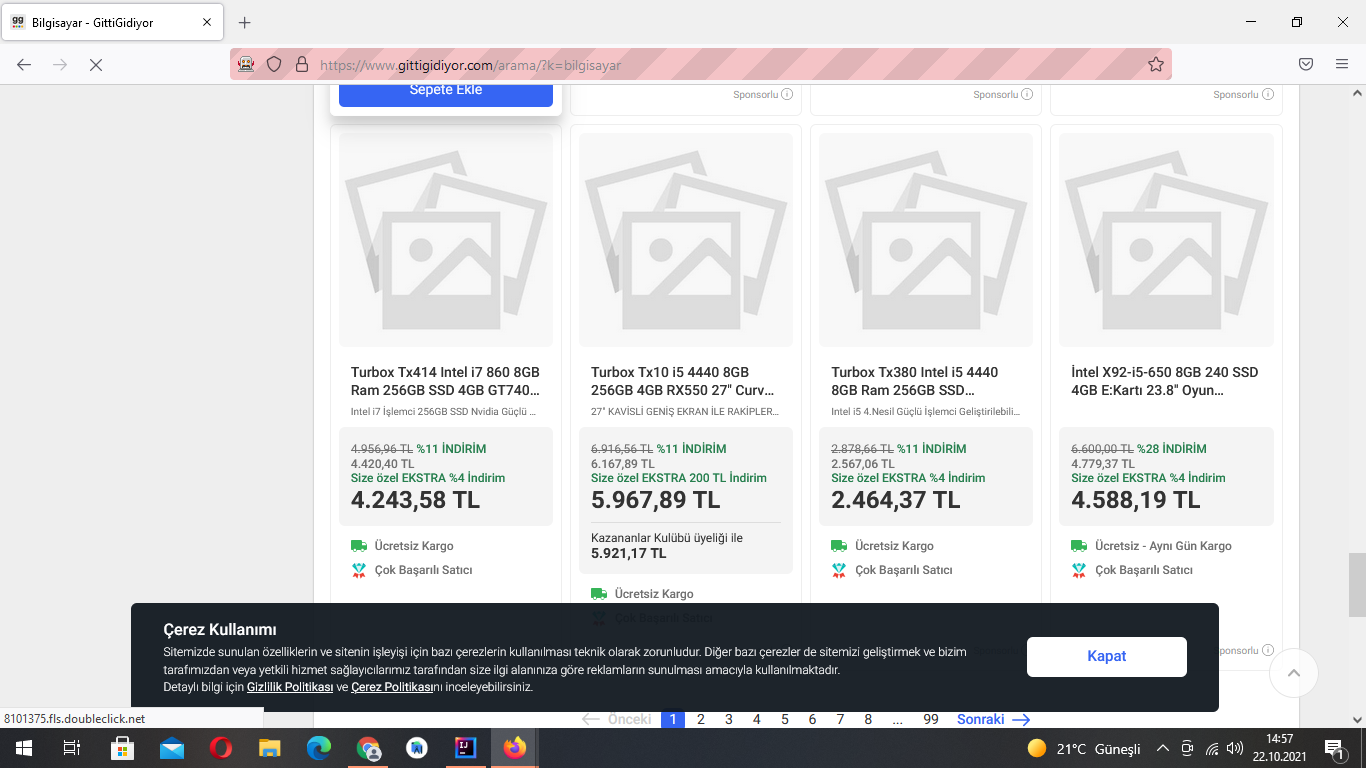 Bilgisayar - GittiGidiyor
https://www.gittigidiyor.com/arama/?k=bilgisayar
Sepete Ekle
Sponsorlu
Sponsorlu
Sponsorlu
Turbox Tx414 Intel i7 860 8GB
Ram 256GB SSD 4GB GT740...
Intel i7 İşlemci 256GB SSD Nvidia Güçlü ...
4.956,96 TL %11 İNDİRİM
4.420,40 TL
Size özel EKSTRA %4 İndirim
4.243,58 TL
Ücretsiz Kargo
Çok Başarılı Satıcı
Turbox Tx10 i5 4440 8GB
256GB 4GB RX550 27" Curv...
27" KAVİSLİ GENİŞ EKRAN İLE RAKİPLER...
6.916,56 TL %11 İNDİRİM
6.167,89 TL
Size özel EKSTRA 200 TL İndirim
5.967,89 TL
Kazananlar Kulübü üyeliği ile
5.921,17 TL
Ücretsiz Kargo
Çok Başarılı Satıcı
Turbox Tx380 Intel i5 4440
8GB Ram 256GB SSD...
Intel i5 4.Nesil Güçlü İşlemci Geliştirilebili...
2.878,66 TL %11 İNDİRİM
2.567,06 TL
Size özel EKSTRA %4 İndirim
2.464,37 TL
Ücretsiz Kargo
Çok Başarılı Satıcı
İntel X92-i5-650 8GB 240 SSD
4GB E:Kartı 23.8" Oyun...
6.600,00 TL %28 İNDİRİM
4.779,37 TL
Size özel EKSTRA %4 İndirim
4.588,19 TL
Ücretsiz - Aynı Gün Kargo
Çok Başarılı Satıcı
ponsorlu
Çerez Kullanımı
Sitemizde sunulan özelliklerin ve sitenin işleyişi için bazı çerezlerin kullanılması teknik olarak zorunludur. Diğer bazı çerezler de sitemizi geliştirmek ve bizim
tarafımızdan veya yetkili hizmet sağlayıcılarımız tarafından size ilgi alanınıza göre reklamların sunulması amacıyla kullanılmaktadır.
Detaylı bilgi için Gizlilik Politikası ve Çerez Politikasını inceleyebilirsiniz.
Kapat
8101375.fls.doubleclick.net
Önceki 1 2 3 4 5 6 7 8 ... 99 Sonraki
21°C Güneşli
14:57
22.10.2021
1